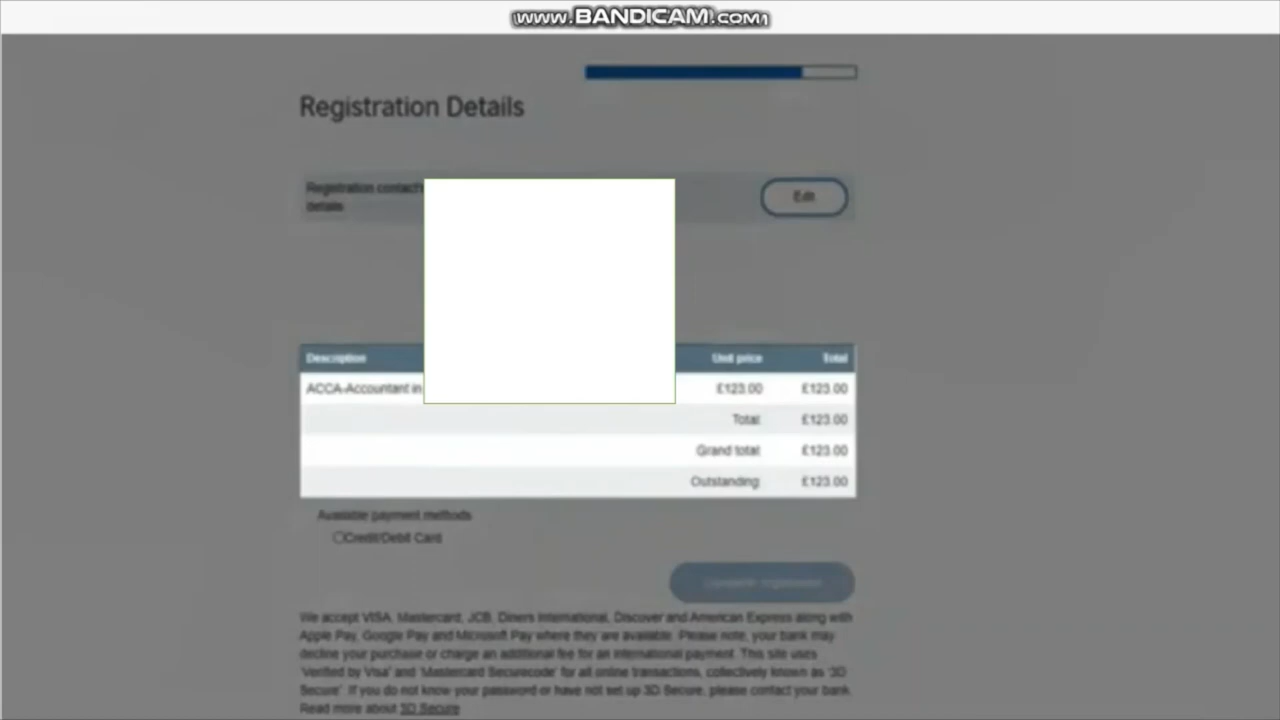 www.BANDICAM.com
Registration Details
Registration contact's
details
Edit
Description Unit price Total
ACCA-Accountant in £123.00 £123.00
Total: £123.00
Grand total: £123.00
Outstanding: £123.00
Available payment methods
Credit/Debit Card
We accept VISA, Mastercard, JCB, Diners International, Discover and American Express along with
Apple Pay, Google Pay and Microsoft Pay where they are available. Please note, your bank may
decline your purchase or charge an additional fee for an international payment. This site uses
'Verified by Visa' and 'Mastercard Securecode' for all online transactions, collectively known as '3D
Secure'. If you do not know your password or have not set up 3D Secure, please contact your bank.
Read more about 3D Secure